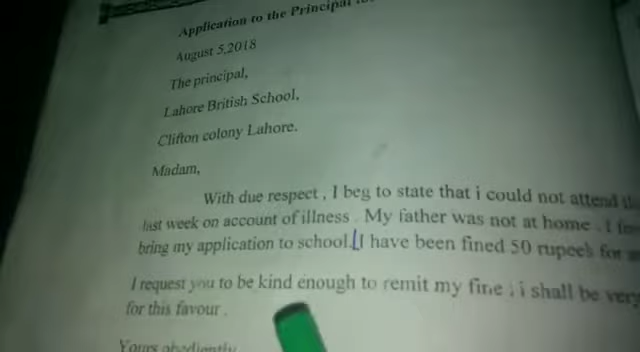 Application to the Principal
August 5,2018
The principal,
Lahore British School,
Clifton colony Lahore.
Madam,
With due respect , I beg to state that i could not attend
last week on account of illness . My father was not at home . I
bring my application to school. I have been fined 50 rupees for
I request you to be kind enough to remit my fine ; i shall be very
for this favour .
Yours obediently